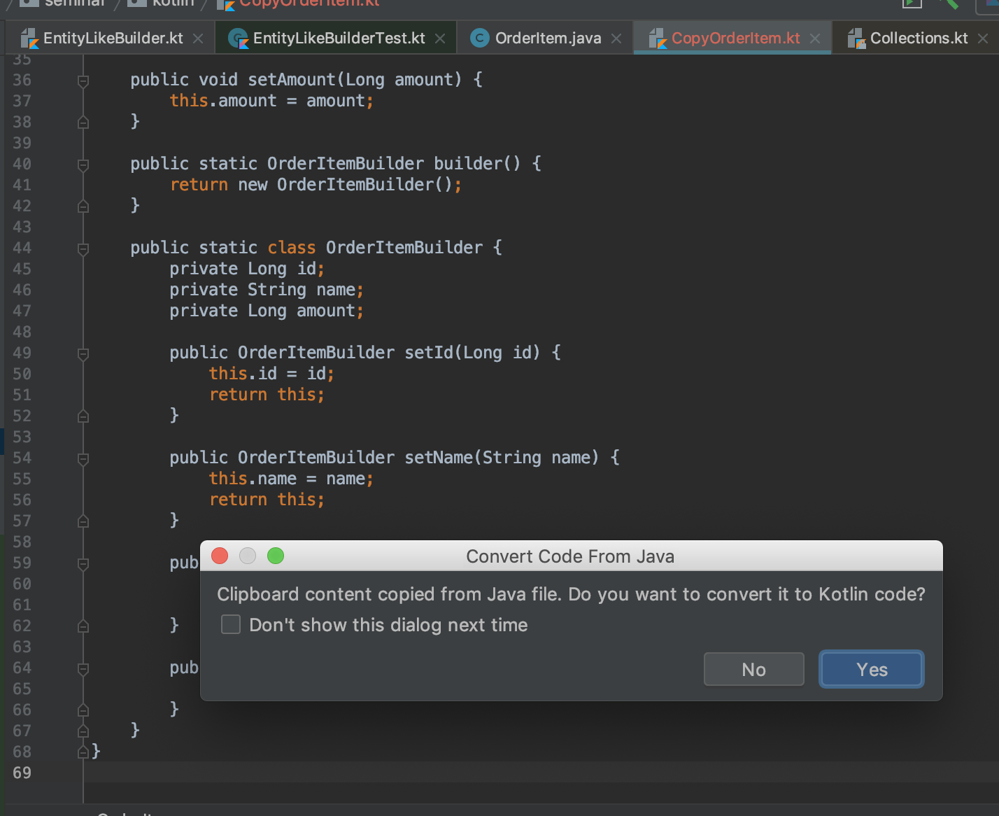 seminar kotlin CopyOrderItem.kt
EntityLikeBuilder.kt EntityLikeBuilderTest.kt OrderItem.java CopyOrderItem.kt Collections.kt
35
36 public void setAmount(Long amount) {
37 this.amount = amount;
38 }
39
40 public static OrderItemBuilder builder() {
41 return new OrderItemBuilder();
42 }
43
44 public static class OrderItemBuilder {
45 private Long id;
46 private String name;
47 private Long amount;
48
49 public OrderItemBuilder setId(Long id) {
50 this.id = id;
51 return this;
52 }
53
54 public OrderItemBuilder setName(String name) {
55 this.name = name;
56 return this;
57 }
58
59 pub
60
61
62 }
63
64 pub
65
66 }
67 }
68 }
69
Convert Code From Java
Clipboard content copied from Java file. Do you want to convert it to Kotlin code?
Don't show this dialog next time
No Yes